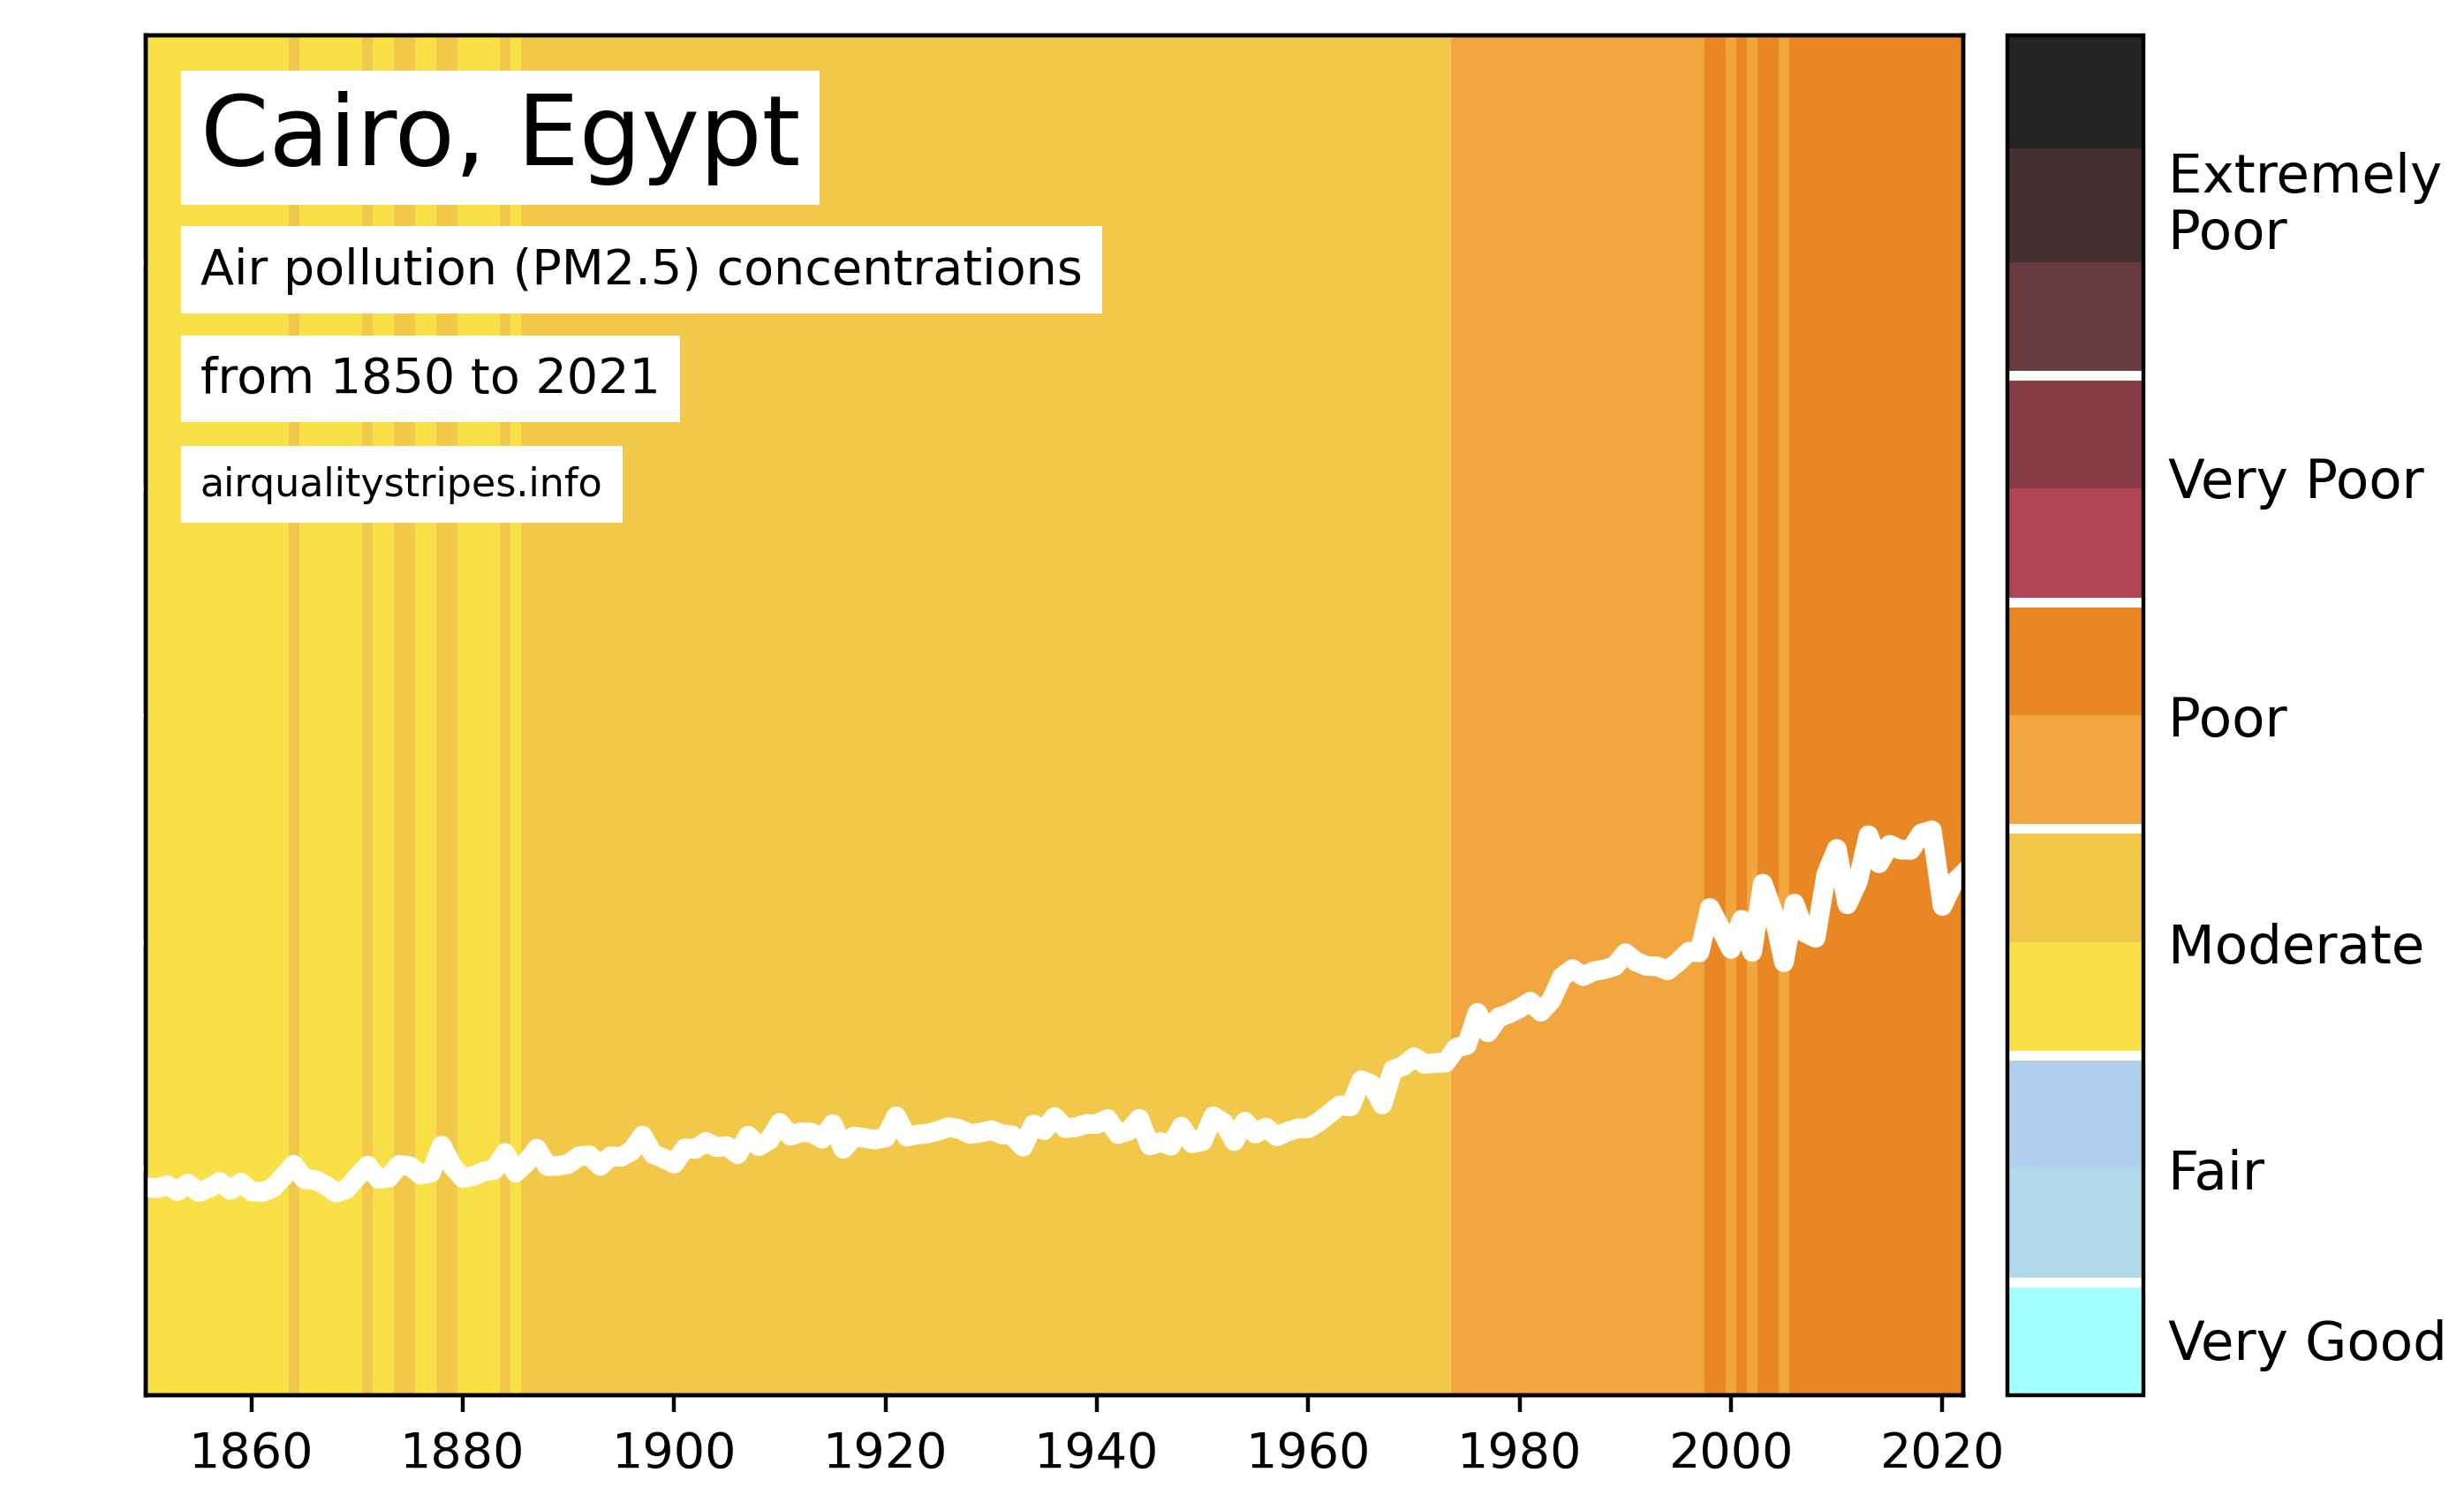 Cairo, Egypt
Air pollution (PM2.5) concentrations
from 1850 to 2021
airqualitystripes.info
Extremely
Poor
Very Poor
Poor
Moderate
Fair
Very Good
1860 1880 1900 1920 1940 1960 1980 2000 2020